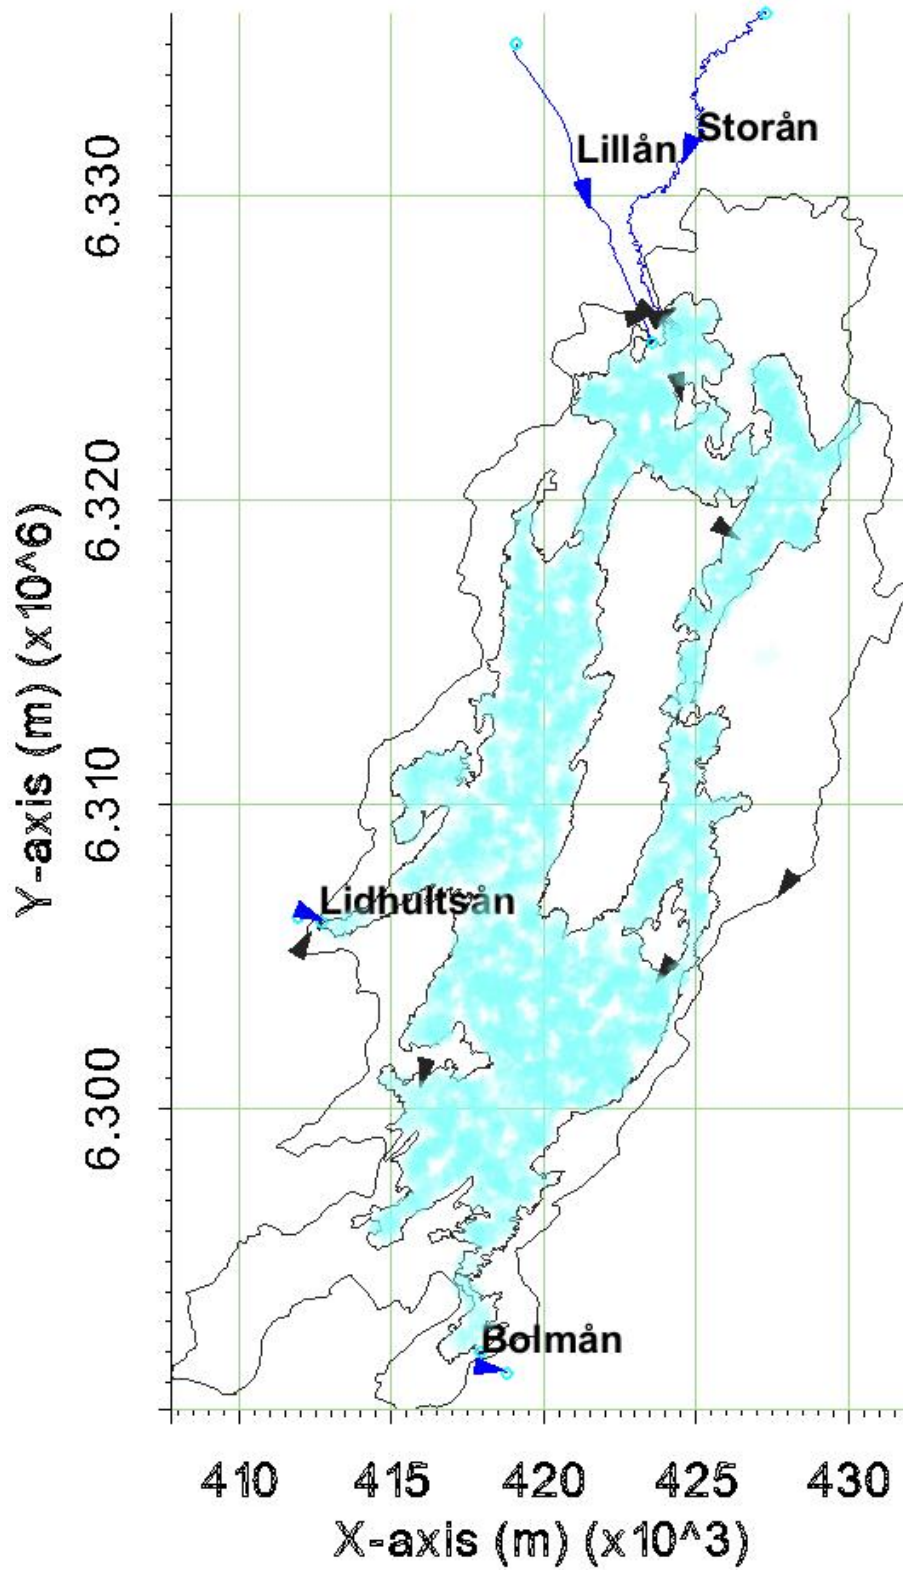 Storån
Lillån
6.330
6.320
6.310
Lidhultsån
6.300
Bolmån
Y-axis (m) (x10^6)
410 415 420 425 430
X-axis (m) (x10^3)